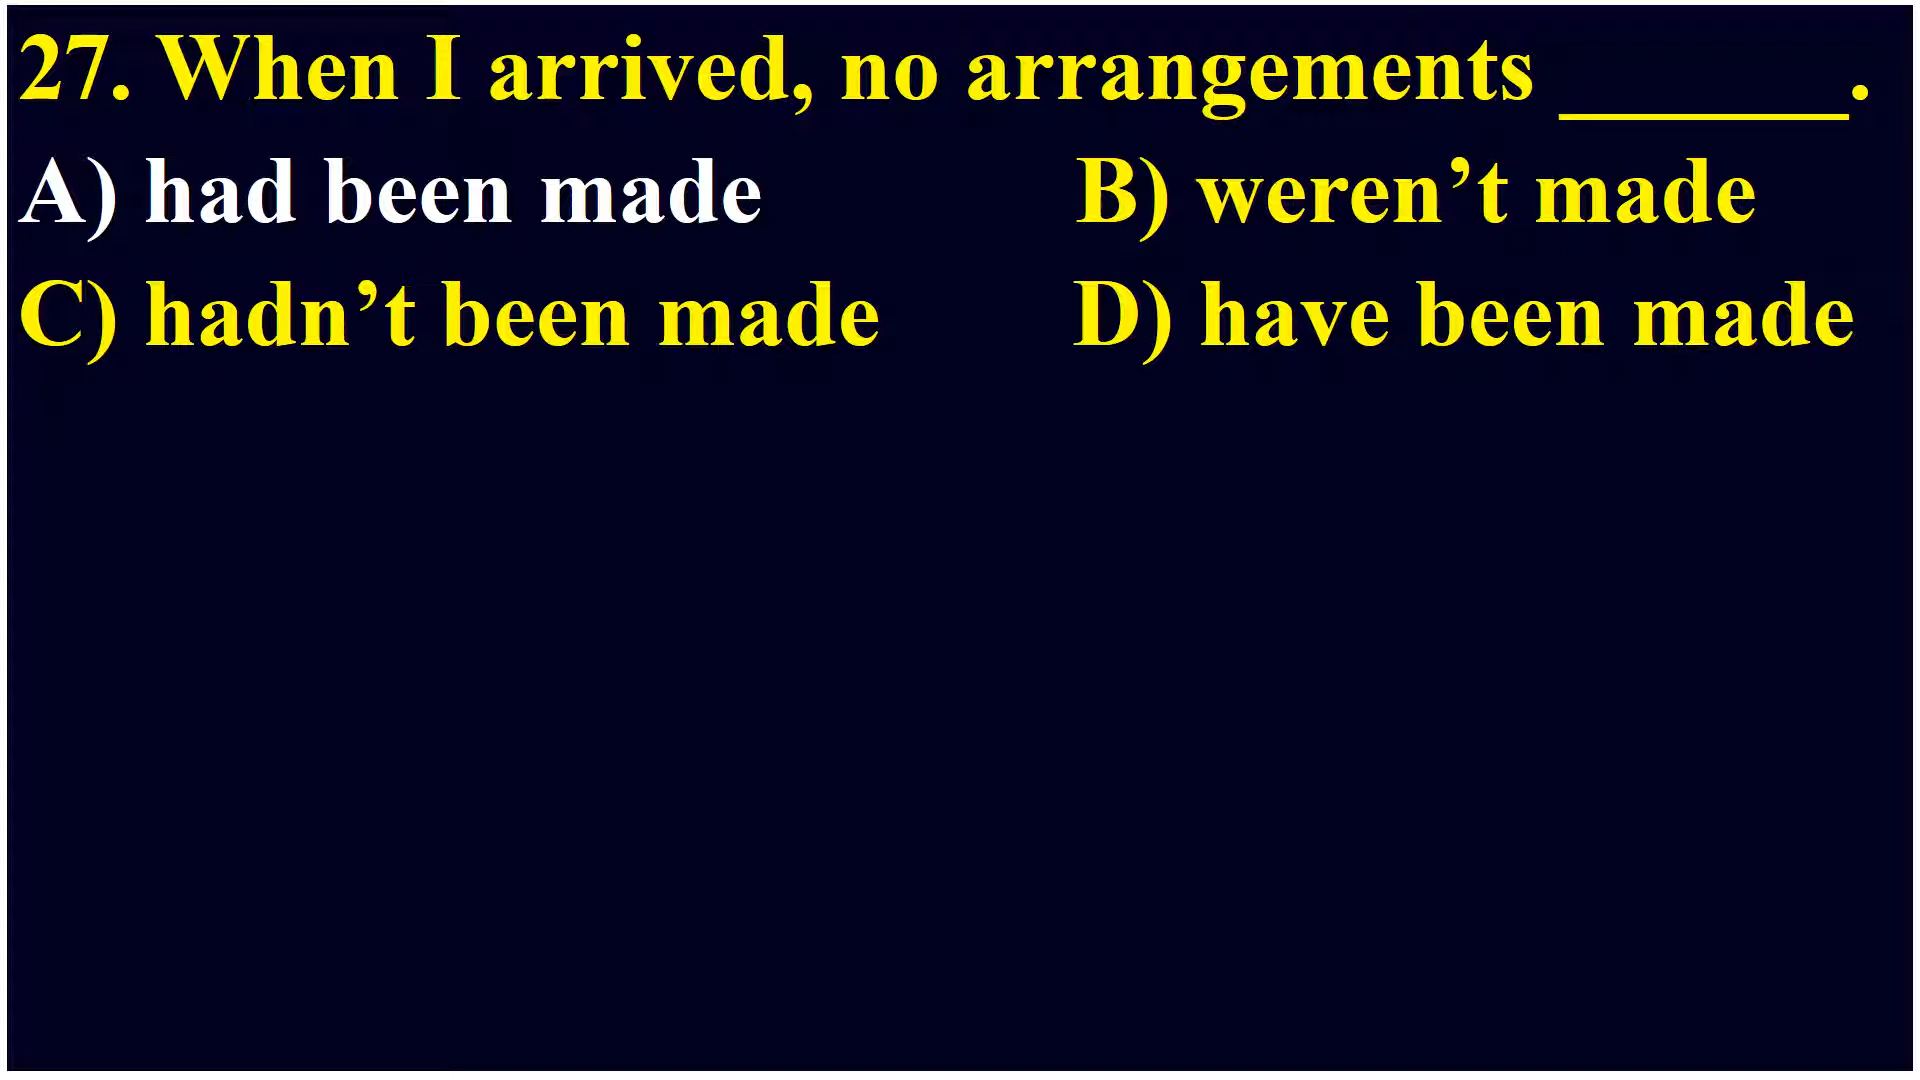 27. When I arrived, no arrangements ______.
A) had been made B) weren’t made
C) hadn’t been made D) have been made